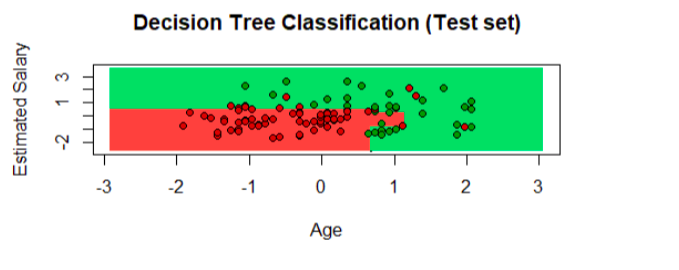 Decision Tree Classification (Test set)
Estimated Salary
3
1
-2
-3 -2 -1 0 1 2 3
Age